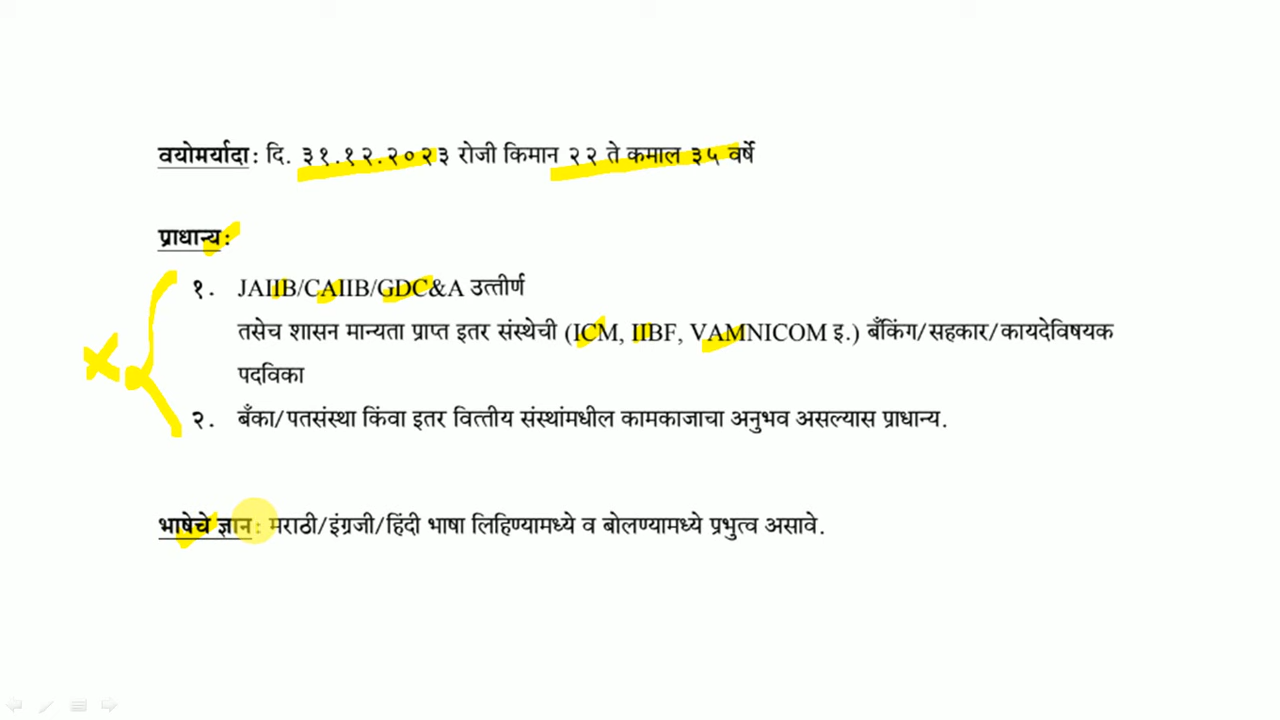 वयोमर्यादा: दि. ३१.१२.२०२३ रोजी किमान २२ ते कमाल ३५ वर्षे
प्राधान्य:
१. JAIIB/CAIIB/GDC&A उत्तीर्ण
तसेच शासन मान्यता प्राप्त इतर संस्थेची (ICM, IIBF, VAMNICOM इ.) बँकिंग/सहकार/कायदेविषयक
पदविका
२. बँका/पतसंस्था किंवा इतर वित्तीय संस्थांमधील कामकाजाचा अनुभव असल्यास प्राधान्य.
भाषेचे ज्ञान: मराठी/इंग्रजी/हिंदी भाषा लिहिण्यामध्ये व बोलण्यामध्ये प्रभुत्व असावे.